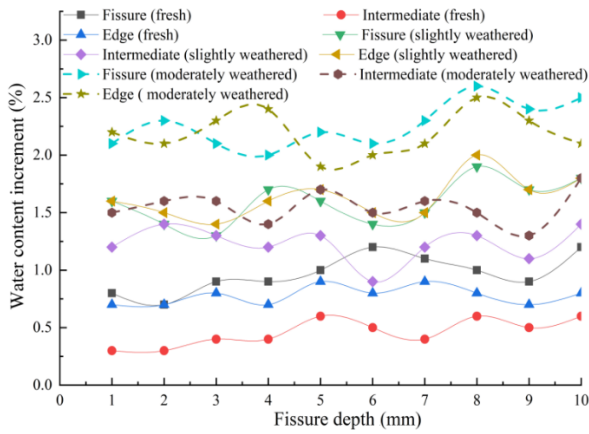 Fissure (fresh) Intermediate (fresh)
Edge (fresh) Fissure (slightly weathered)
Intermediate (slightly weathered) Edge (slightly weathered)
Fissure (moderately weathered) Intermediate (moderately weathered)
Edge ( moderately weathered)
Water content increment (%)
3.0
2.5
2.0
1.5
1.0
0.5
0.0
0 1 2 3 4 5 6 7 8 9 10
Fissure depth (mm)